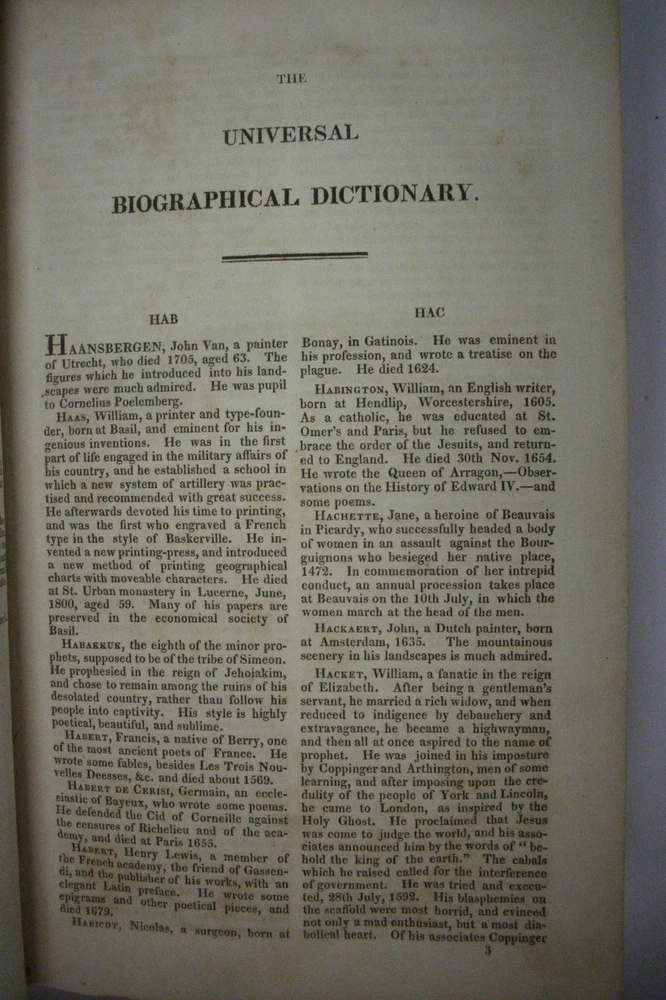 THE
UNIVERSAL
BIOGRAPHICAL DICTIONARY.
HAB
HAANSBERGEN, John Van, a painter
of Utrecht, who died 1705, aged 63. The
figures which he introduced into his land-
scapes were much admired. He was pupil
to Cornelius Poelemberg.
HAAS, William, a printer and type-foun-
der, born at Basil, and eminent for his in-
genious inventions. He was in the first
part of life engaged in the military affairs of
his country, and he established a school in
which a new system of artillery was prac-
tised and recommended with great success.
He afterwards devoted his time to printing,
and was the first who engraved a French
type in the style of Baskerville. He in-
vented a new printing-press, and introduced
a new method of printing geographical
charts with moveable characters. He died
at St. Urban monastery in Lucerne, June,
1800, aged 59. Many of his papers are
preserved in the economical society of
Basil.
HABAKKUK, the eighth of the minor pro-
phets, supposed to be of the tribe of Simeon.
He prophesied in the reign of Jehoiakim,
and chose to remain among the ruins of his
desolated country, rather than follow his
people into captivity. His style is highly
poetical, beautiful, and sublime.
HABERT, Francis, a native of Berry, one
of the most ancient poets of France. He
wrote some fables, besides Les Trois Nou-
velles Deesses, &c. and died about 1569.
HABERT DE CERISI, Germain, an eccle-
siastic of Bayeux, who wrote some poems.
He defended the Cid of Corneille against
the censures of Richelieu and of the aca-
demy, and died at Paris 1655.
HABERT, Henry Lewis, a member of
the French academy, the friend of Gassen-
di, and the publisher of his works, with an
elegant Latin preface. He wrote some
epigrams and other poetical pieces, and
died 1679.
HABICOT, Nicolas, a surgeon, born at
HAC
Bonay, in Gatinois. He was eminent in
his profession, and wrote a treatise on the
plague. He died 1624.
HABINGTON, William, an English writer,
born at Hendlip, Worcestershire, 1605.
As a catholic, he was educated at St.
Omer's and Paris, but he refused to em-
brace the order of the Jesuits, and return-
ed to England. He died 30th Nov. 1654.
He wrote the Queen of Arragon,—Obser-
vations on the History of Edward IV.—and
some poems.
HACHETTE, Jane, a heroine of Beauvais
in Picardy, who successfully headed a body
of women in an assault against the Bour-
guignons who besieged her native place,
1472. In commemoration of her intrepid
conduct, an annual procession takes place
at Beauvais on the 10th July, in which the
women march at the head of the men.
HACKAERT, John, a Dutch painter, born
at Amsterdam, 1635. The mountainous
scenery in his landscapes is much admired.
HACKET, William, a fanatic in the reign
of Elizabeth. After being a gentleman's
servant, he married a rich widow, and when
reduced to indigence by debauchery and
extravagance, he became a highwayman,
and then all at once aspired to the name of
prophet. He was joined in his imposture
by Coppinger and Arthington, men of some
learning, and after imposing upon the cre-
dulity of the people of York and Lincoln,
he came to London, as inspired by the
Holy Ghost. He proclaimed that Jesus
was come to judge the world, and his asso-
ciates announced him by the words of "be-
hold the king of the earth." The cabals
which he raised called for the interference
of government. He was tried and execu-
ted, 28th July, 1592. His blasphemies on
the scaffold were most horrid, and evinced
not only a mad enthusiast, but a most dia-
bolical heart. Of his associates Coppinger
3